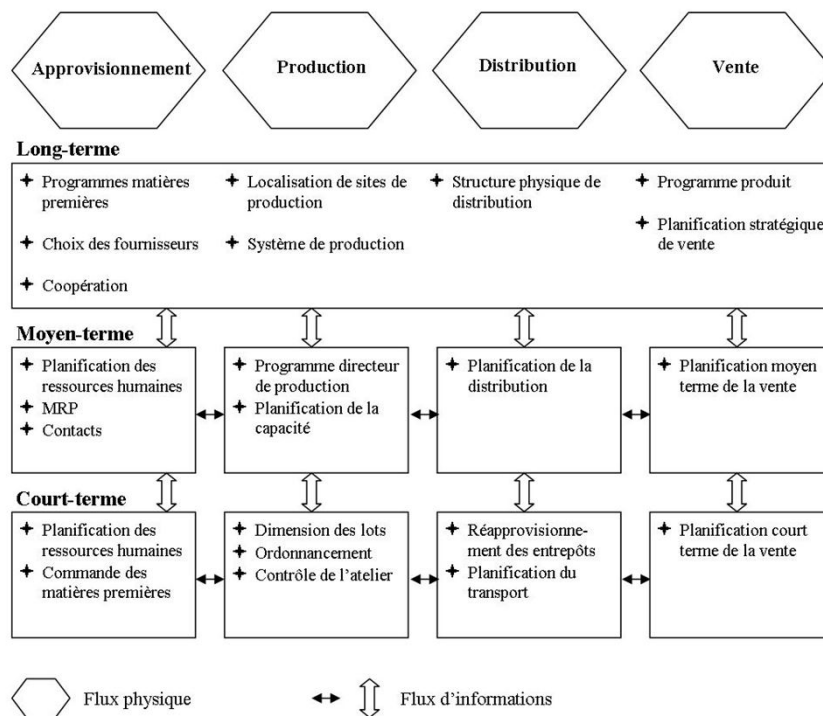 Approvisionnement
Production
Distribution
Vente
Long-terme
Programmes matières
premières
Choix des fournisseurs
Coopération
Localisation de sites de
production
Système de production
Structure physique de
distribution
Programme produit
Planification stratégique
de vente
Moyen-terme
Planification des
ressources humaines
MRP
Contacts
Programme directeur
de production
Planification de la
capacité
Planification de la
distribution
Planification moyen
terme de la vente
Court-terme
Planification des
ressources humaines
Commande des
matières premières
Dimension des lots
Ordonnancement
Contrôle de l'atelier
Réapprovisionne-
ment des entrepôts
Planification du
transport
Planification court
terme de la vente
Flux physique
Flux d'informations